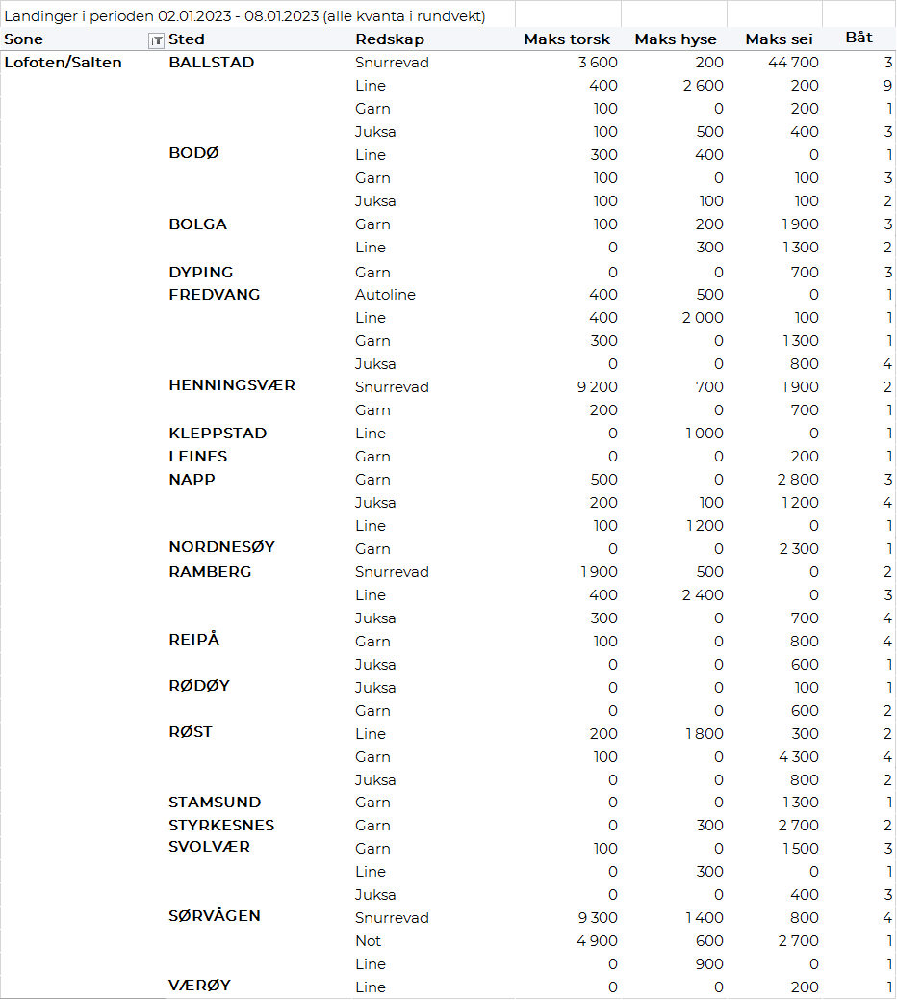 Landinger i perioden 02.01.2023 - 08.01.2023 (alle kvanta i rundvekt)
Sone Sted Redskap Maks torsk Maks hyse Maks sei Båt
Lofoten/Salten BALLSTAD Snurrevad 3 600 200 44 700 3
Line 400 2 600 200 9
Garn 100 0 200 1
Juksa 100 500 400 3
BODØ Line 300 400 0 1
Garn 100 0 100 3
Juksa 100 100 100 2
BOLGA Garn 100 200 1 900 3
Line 0 300 1 300 2
DYPING Garn 0 0 700 3
FREDVANG Autoline 400 500 0 1
Line 400 2 000 100 1
Garn 300 0 1 300 1
Juksa 0 0 800 4
HENNINGSVÆR Snurrevad 9 200 700 1 900 2
Garn 200 0 700 1
KLEPPSTAD Line 0 1 000 0 1
LEINES Garn 0 0 200 1
NAPP Garn 500 0 2 800 3
Juksa 200 100 1 200 4
Line 100 1 200 0 1
NORDNESØY Garn 0 0 2 300 1
RAMBERG Snurrevad 1 900 500 0 2
Line 400 2 400 0 3
Juksa 300 0 700 4
REIPÅ Garn 100 0 800 4
Juksa 0 0 600 1
RØDØY Juksa 0 0 100 1
Garn 0 0 600 2
RØST Line 200 1 800 300 2
Garn 100 0 4 300 4
Juksa 0 0 800 2
STAMSUND Garn 0 0 1 300 1
STYRKESNES Garn 0 300 2 700 2
SVOLVÆR Garn 100 0 1 500 3
Line 0 300 0 1
Juksa 0 0 400 3
SØRVÅGEN Snurrevad 9 300 1 400 800 4
Not 4 900 600 2 700 1
Line 0 900 0 1
VÆRØY Line 0 0 200 1